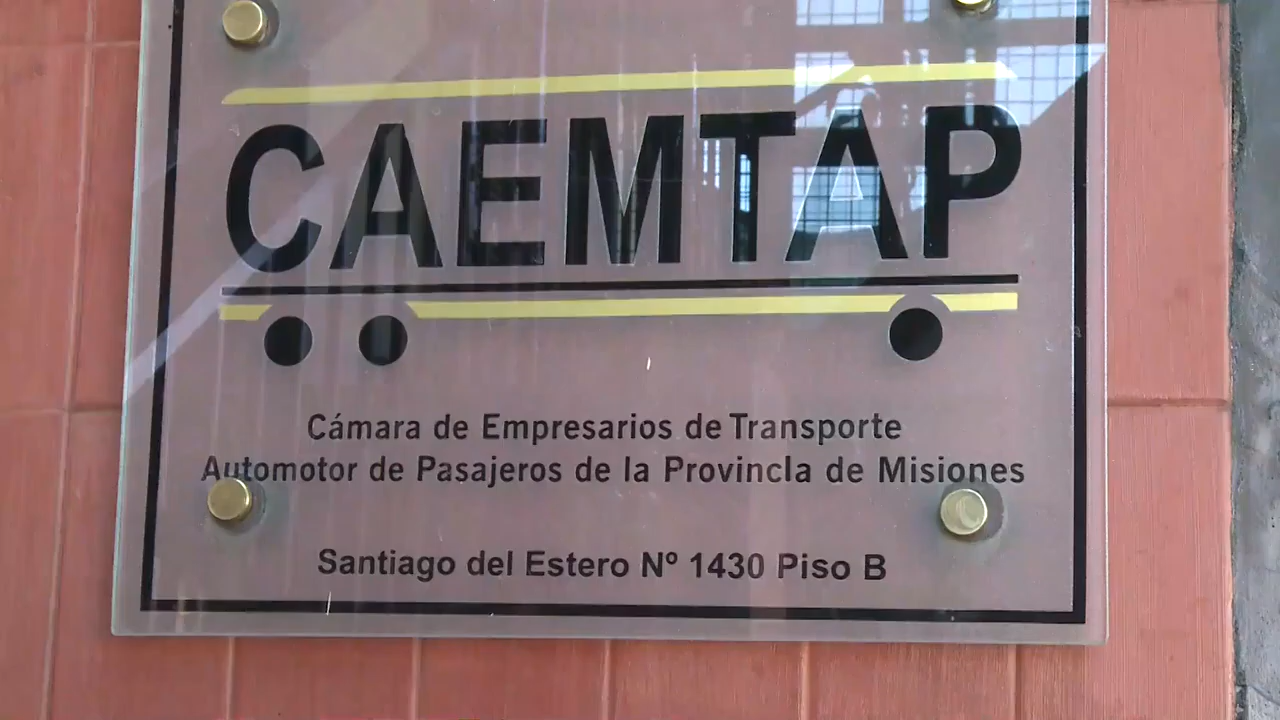 CAEMTAP
Cámara de Empresarios de Transporte
Automotor de Pasajeros de la Provincla de Misiones
Santiago del Estero Nº 1430 Piso B